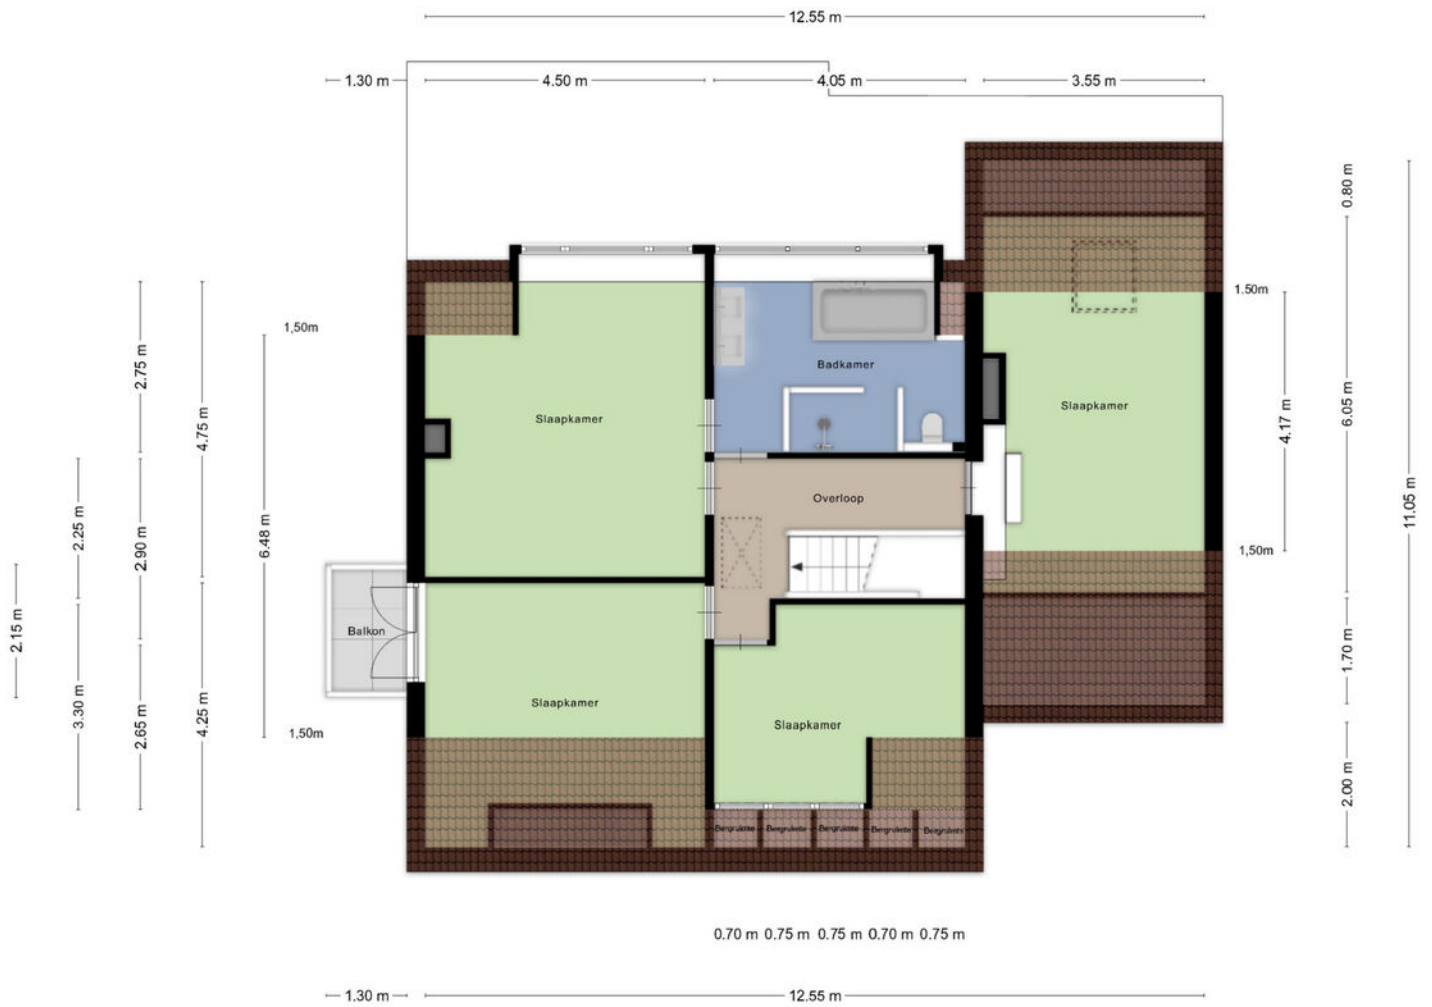 12.55 m
1.30 m
4.50 m
4.05 m
3.55 m
0.80 m
1.50m
1,50m
2.75 m
Badkamer
4.75 m
6.05 m
Slaapkamer
4.17 m
Slaapkamer
Overloop
2.25 m
11.05 m
6.48 m
2.90 m
1,50m
2.15 m
Balkon
1.70 m
3.30 m
Slaapkamer
4.25 m
2.65 m
Slaapkamer
1,50m
2.00 m
Bergruimte
Bergruimte
Bergruimte
Bergruimte
Bergruimte
0.70 m 0.75 m 0.75 m 0.70 m 0.75 m
1.30 m
12.55 m